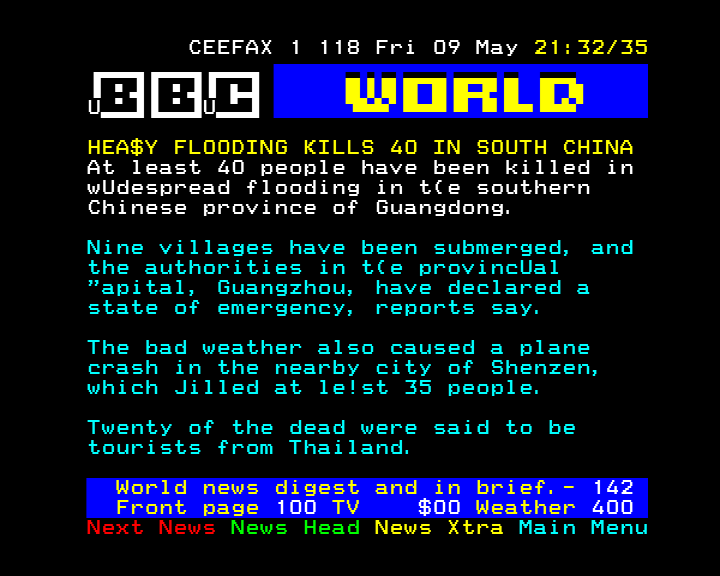 CEEFAX 1 118 Fri 09 May 21:32/35
BBC WORLD
HEA$Y FLOODING KILLS 40 IN SOUTH CHINA
At least 40 people have been killed in
wUdespread flooding in t(e southern
Chinese province of Guangdong.
Nine villages have been submerged, and
the authorities in t(e provincUal
"apital, Guangzhou, have declared a
state of emergency, reports say.
The bad weather also caused a plane
crash in the nearby city of Shenzen,
which Jilled at le!st 35 people.
Twenty of the dead were said to be
tourists from Thailand.
World news digest and in brief.- 142
Front page 100 TV $00 Weather 400
Next News News Head News Xtra Main Menu